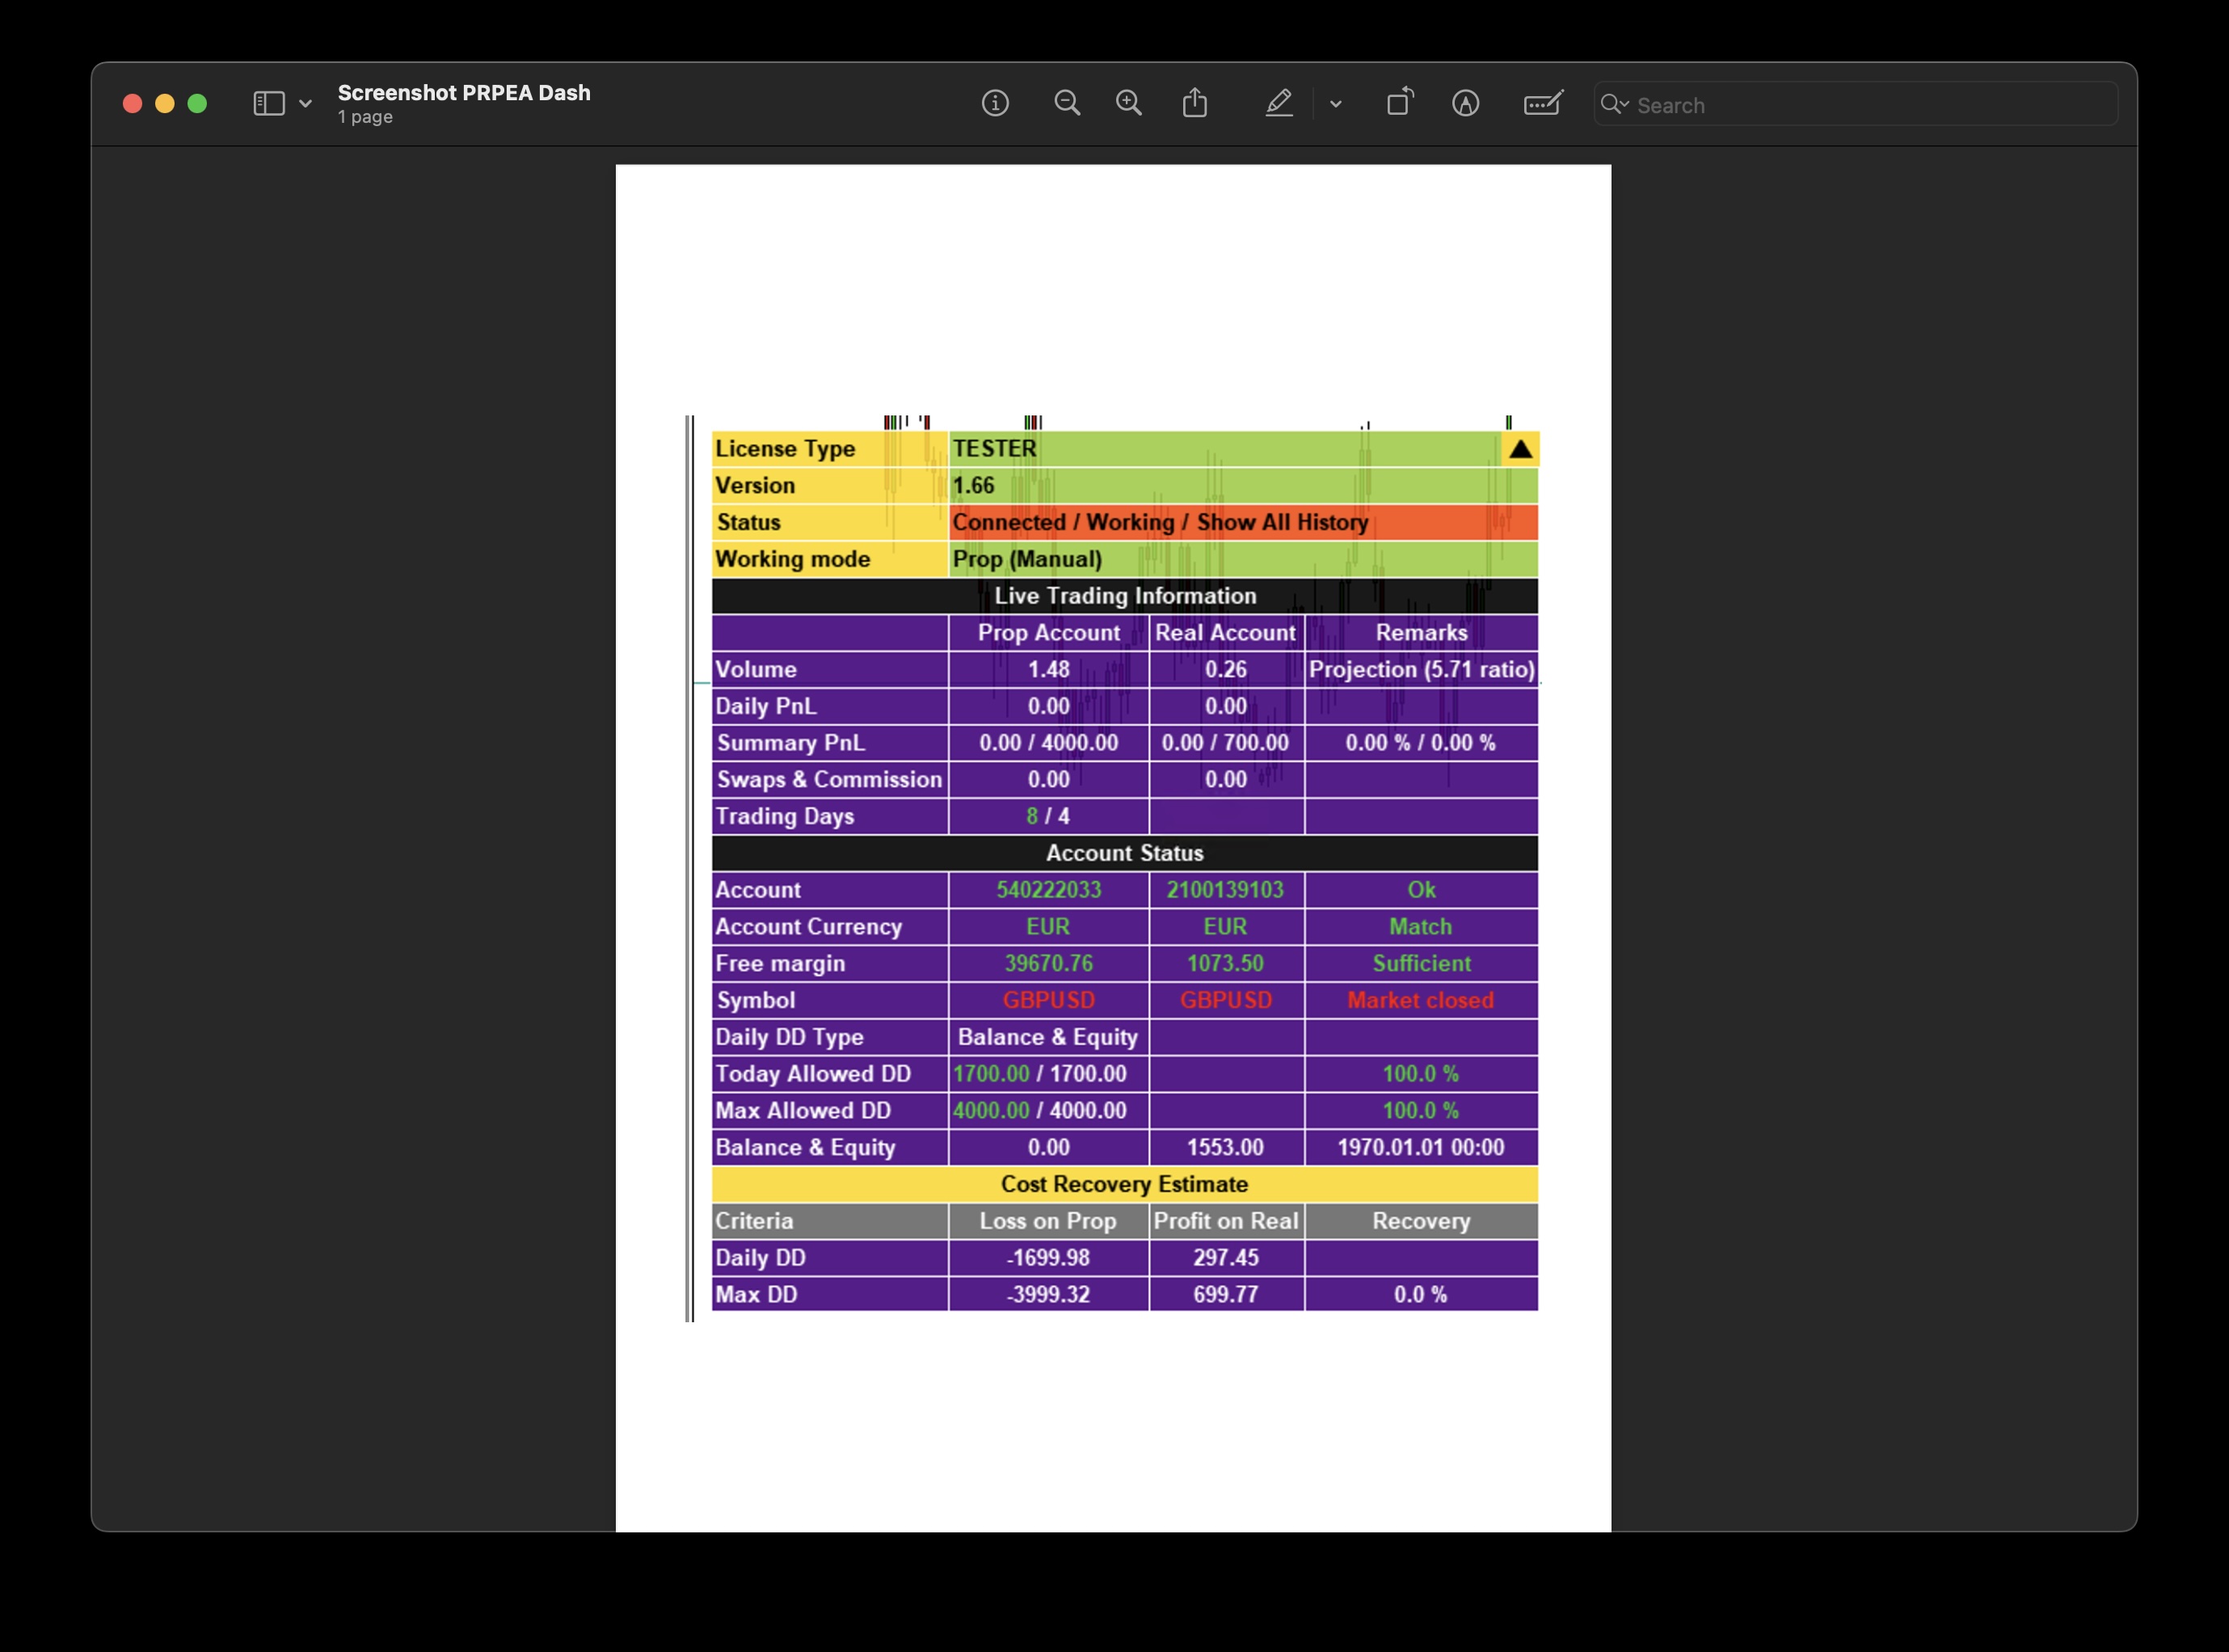 Screenshot PRPEA Dash
1 page
Search
License Type TESTER
Version 1.66
Status Connected / Working / Show All History
Working mode Prop (Manual)
Live Trading Information
Prop Account Real Account Remarks
Volume 1.48 0.26 Projection (5.71 ratio)
Daily PnL 0.00 0.00
Summary PnL 0.00 / 4000.00 0.00 / 700.00 0.00 % / 0.00 %
Swaps & Commission 0.00 0.00
Trading Days 8 / 4
Account Status
Account 540222033 2100139103 Ok
Account Currency EUR EUR Match
Free margin 39670.76 1073.50 Sufficient
Symbol GBPUSD GBPUSD Market closed
Daily DD Type Balance & Equity
Today Allowed DD 1700.00 / 1700.00 100.0 %
Max Allowed DD 4000.00 / 4000.00 100.0 %
Balance & Equity 0.00 1553.00 1970.01.01 00:00
Cost Recovery Estimate
Criteria Loss on Prop Profit on Real Recovery
Daily DD -1699.98 297.45
Max DD -3999.32 699.77 0.0 %